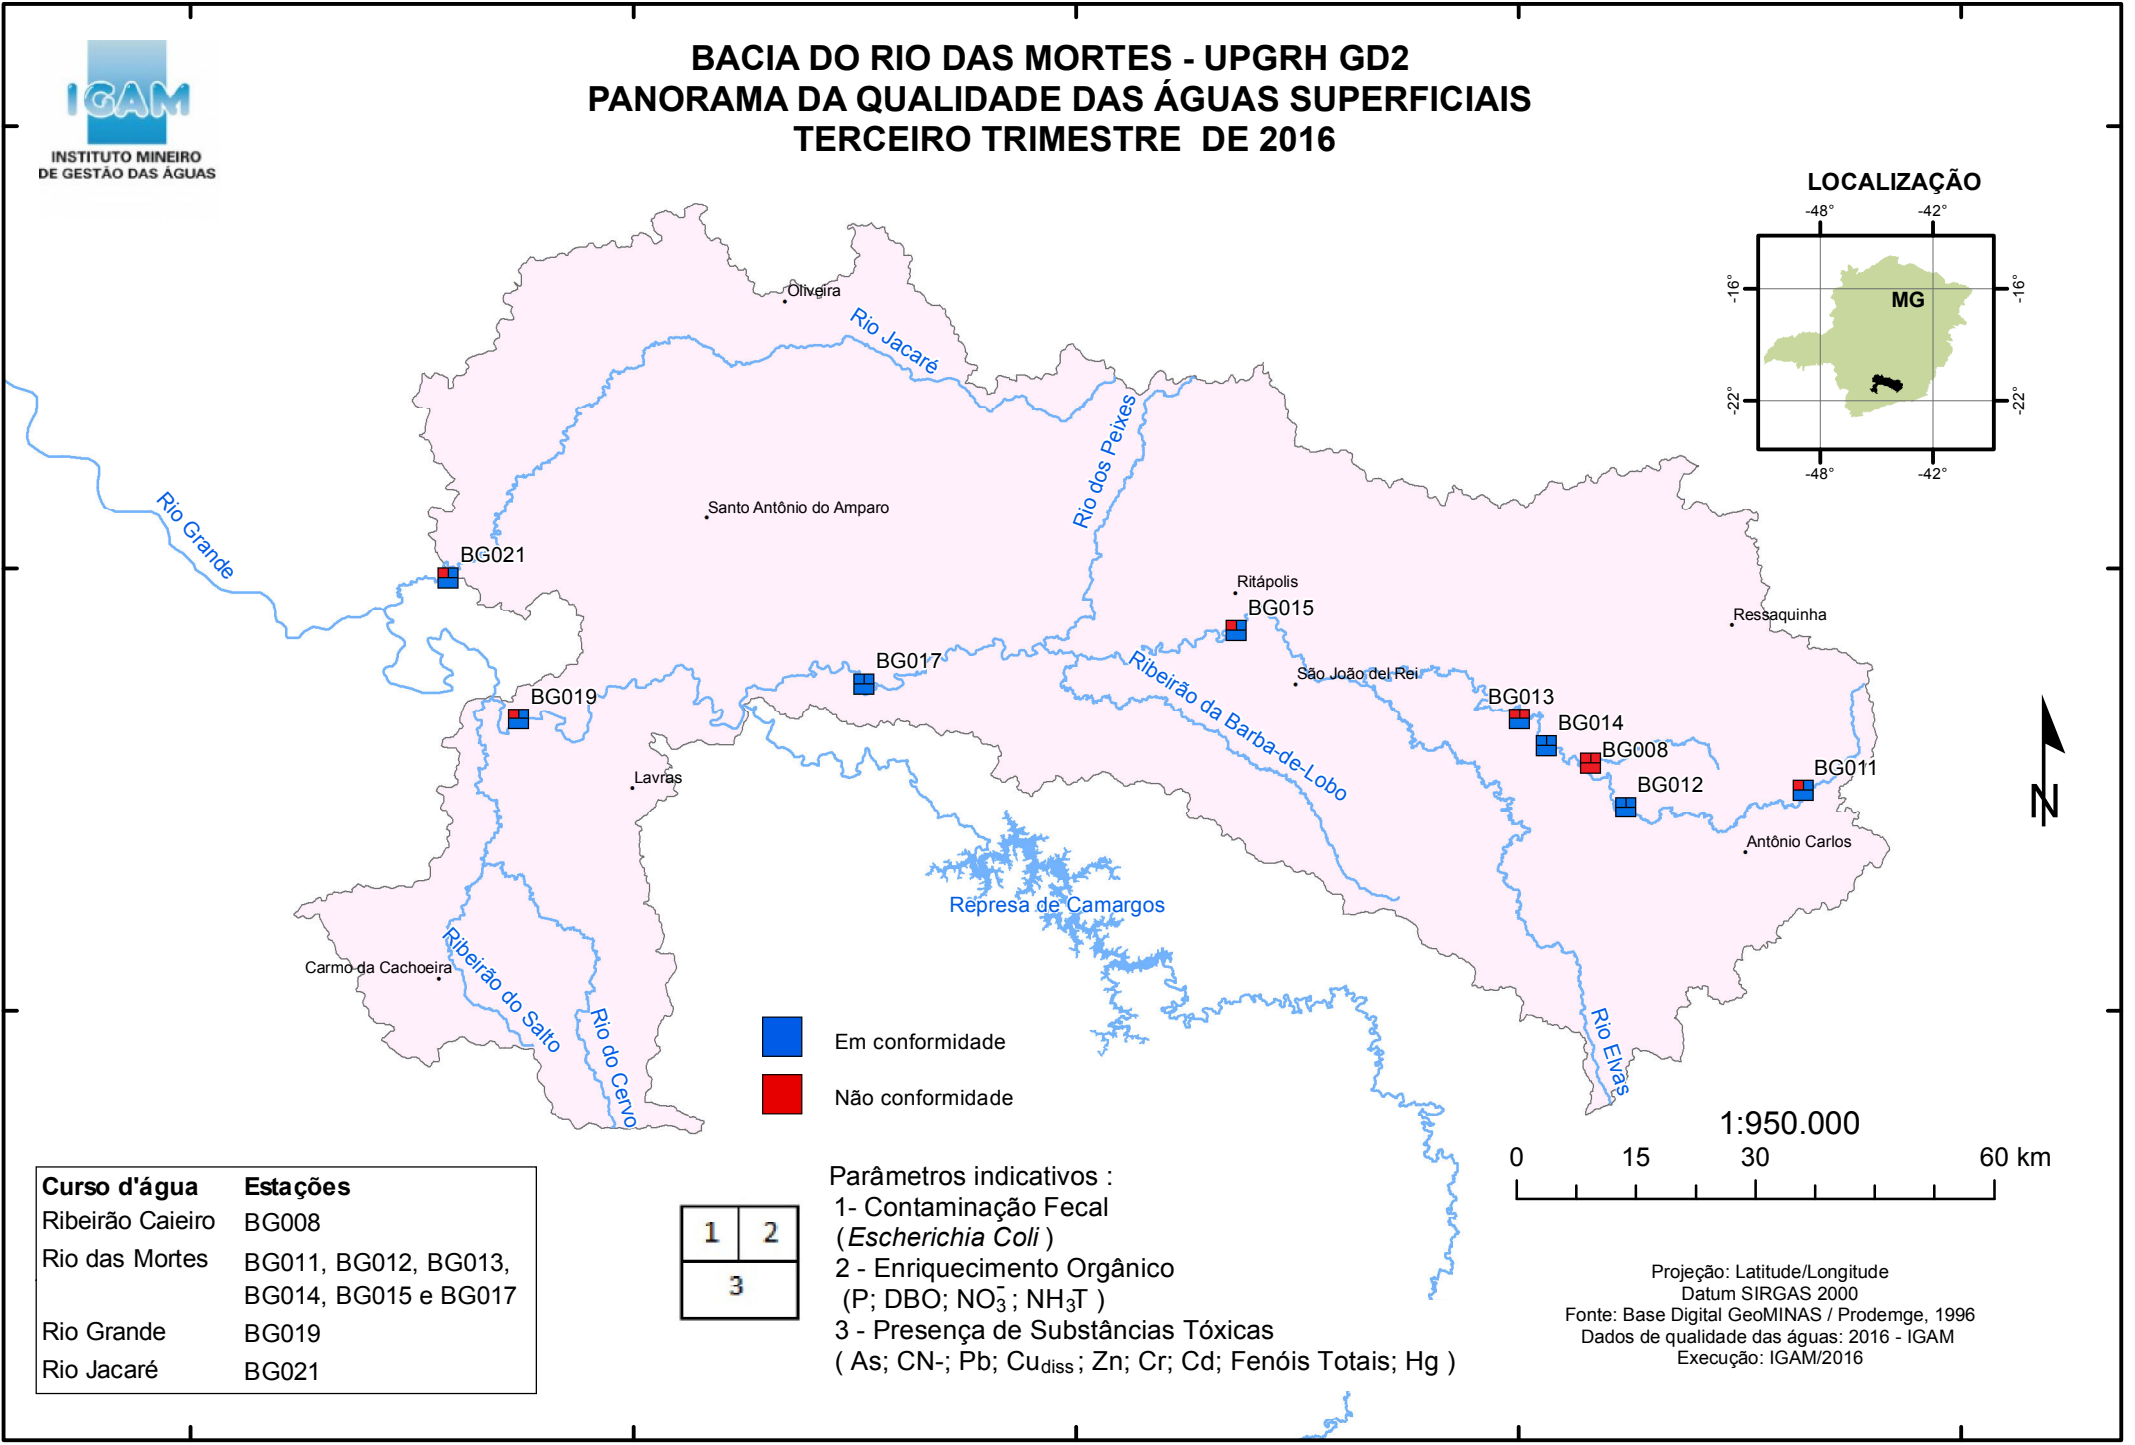 IGAM
INSTITUTO MINEIRO
DE GESTÃO DAS ÁGUAS
BACIA DO RIO DAS MORTES - UPGRH GD2
PANORAMA DA QUALIDADE DAS ÁGUAS SUPERFICIAIS
TERCEIRO TRIMESTRE DE 2016
LOCALIZAÇÃO
-48° -42°
-16° MG -16°
-22° -22°
-48° -42°
Oliveira
Rio Jacaré
Rio dos Peixes
Rio Grande
Santo Antônio do Amparo
BG021
Ritápolis
BG015
Ressaquinha
BG017
Ribeirão da Barba-de-Lobo
São João del Rei
BG019
BG013
BG014
BG008
BG012
BG011
Lavras
Antônio Carlos
N
Represa de Camargos
Carmo da Cachoeira
Ribeirão do Salto
Rio do Cervo
Rio Elvas
Em conformidade
Não conformidade
1:950.000
0 15 30 60 km
Curso d'água Estações
Ribeirão Caieiro BG008
Rio das Mortes BG011, BG012, BG013,
BG014, BG015 e BG017
Rio Grande BG019
Rio Jacaré BG021
1 2
3
Parâmetros indicativos :
1- Contaminação Fecal
(Escherichia Coli )
2 - Enriquecimento Orgânico
(P; DBO; NO₃⁻; NH₃T )
3 - Presença de Substâncias Tóxicas
( As; CN-; Pb; Cudiss; Zn; Cr; Cd; Fenóis Totais; Hg )
Projeção: Latitude/Longitude
Datum SIRGAS 2000
Fonte: Base Digital GeoMINAS / Prodemge, 1996
Dados de qualidade das águas: 2016 - IGAM
Execução: IGAM/2016